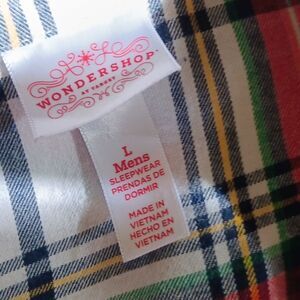 WONDERSHOP
AT TARGET
L
Mens
SLEEPWEAR
PRENDAS DE
DORMIR
MADE IN
VIETNAM
HECHO EN
VIETNAM